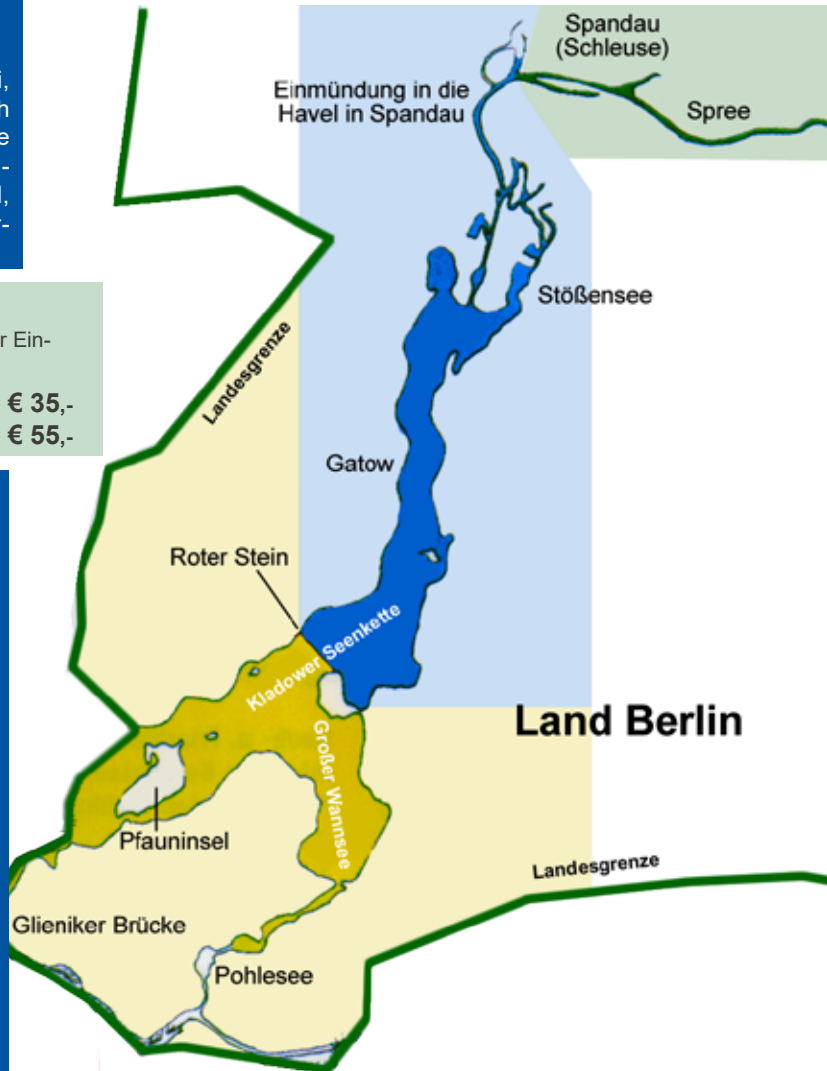 i,
h
e
-
l,
r-
r Ein-
€ 35,-
€ 55,-
Spandau
(Schleuse)
Einmündung in die
Havel in Spandau
Spree
Stößensee
Landesgrenze
Gatow
Roter Stein
Kladower Seenkette
Großer Wannsee
Land Berlin
Pfauninsel
Landesgrenze
Glieniker Brücke
Pohlesee